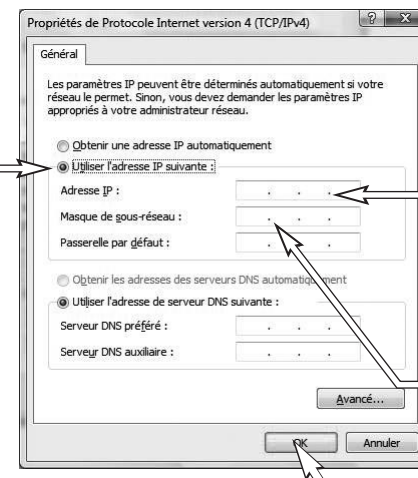 Propriétés de Protocole Internet version 4 (TCP/IPv4)
Général
Les paramètres IP peuvent être déterminés automatiquement si votre
réseau le permet. Sinon, vous devez demander les paramètres IP
appropriés à votre administrateur réseau.
Obtenir une adresse IP automatiquement
Utiliser l'adresse IP suivante :
Adresse IP :
Masque de sous-réseau :
Passerelle par défaut :
Obtenir les adresses des serveurs DNS automatiquement
Utiliser l'adresse de serveur DNS suivante :
Serveur DNS préféré :
Serveur DNS auxiliaire :
Avancé...
OK Annuler